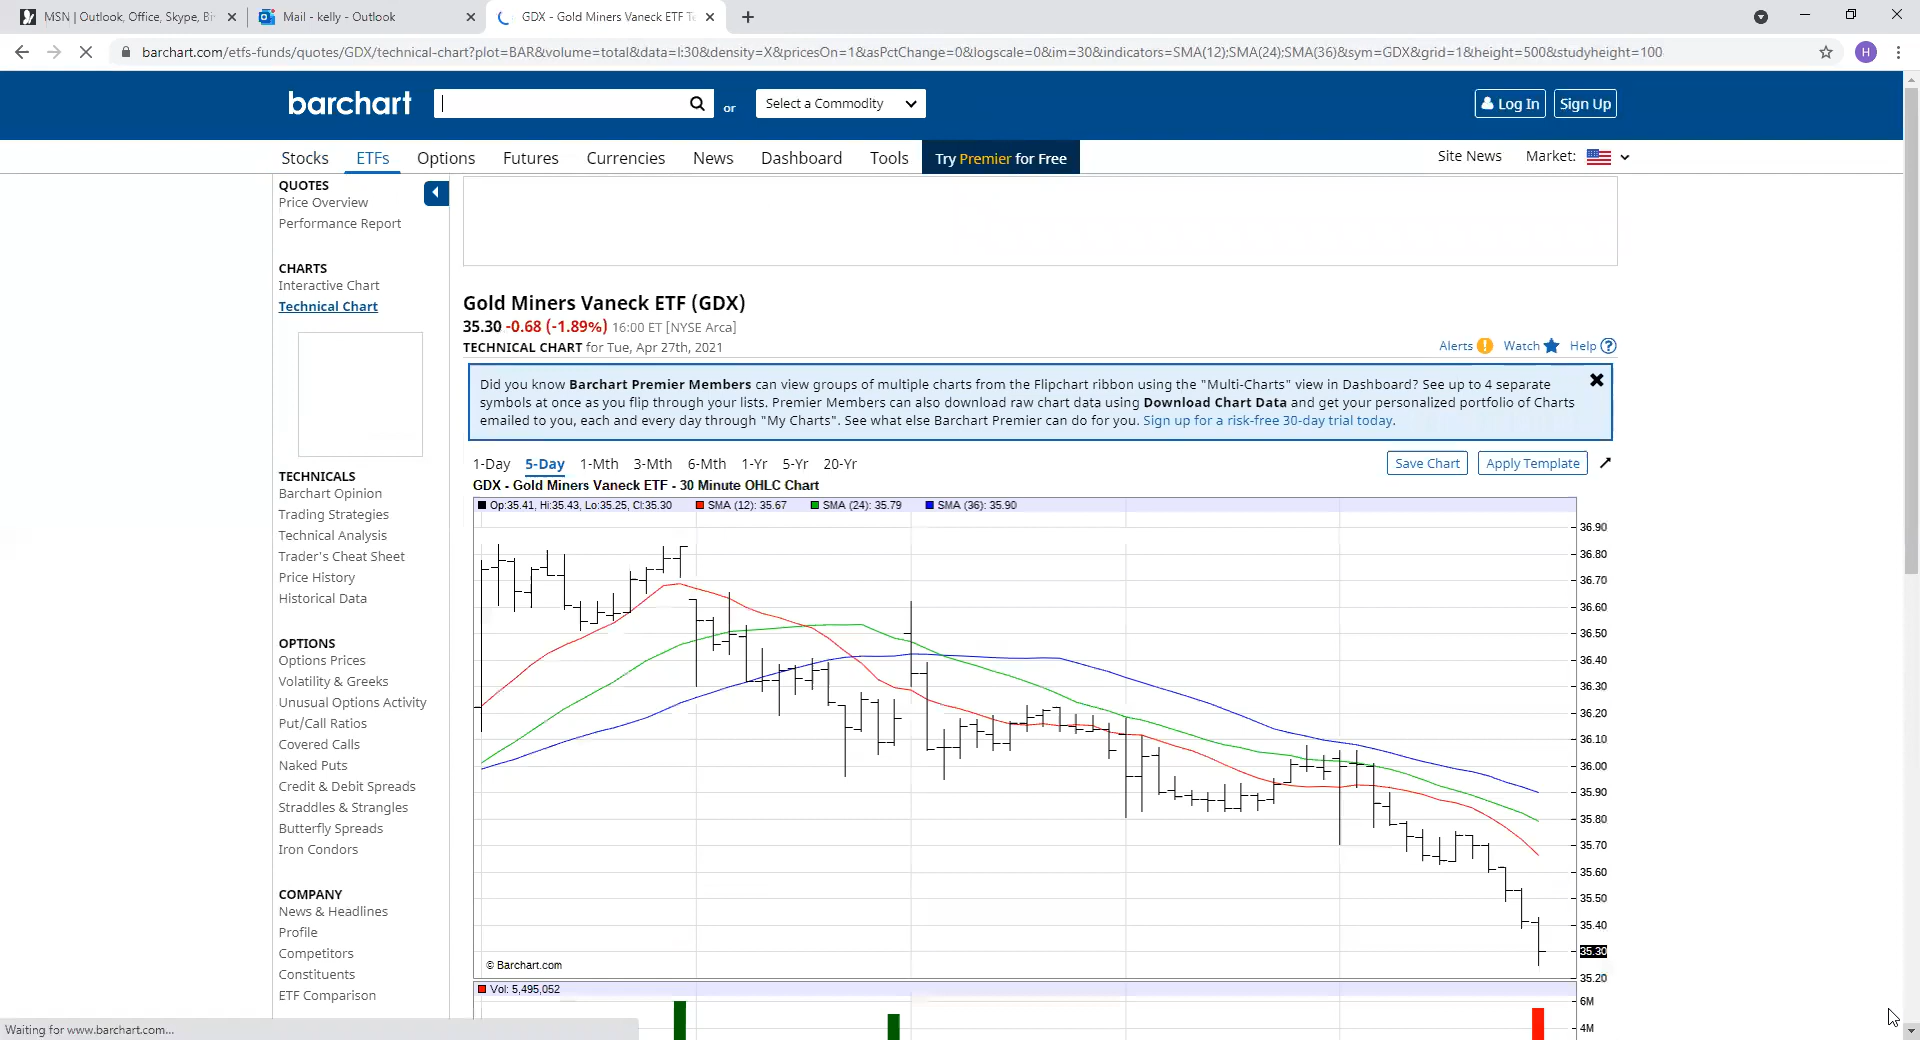 MSN | Outlook, Office, Skype, Bi
Mail - kelly - Outlook
GDX - Gold Miners Vaneck ETF Te
barchart.com/etfs-funds/quotes/GDX/technical-chart?plot=BAR&volume=total&data=I:30&density=X&pricesOn=1&asPctChange=0&logscale=0&im=30&indicators=SMA(12);SMA(24);SMA(36)&sym=GDX&grid=1&height=500&studyheight=100
H
barchart
or
Select a Commodity
Log In
Sign Up
Stocks
ETFs
Options
Futures
Currencies
News
Dashboard
Tools
Try Premier for Free
Site News
Market:
QUOTES
Price Overview
Performance Report
CHARTS
Interactive Chart
Technical Chart
TECHNICALS
Barchart Opinion
Trading Strategies
Technical Analysis
Trader's Cheat Sheet
Price History
Historical Data
OPTIONS
Options Prices
Volatility & Greeks
Unusual Options Activity
Put/Call Ratios
Covered Calls
Naked Puts
Credit & Debit Spreads
Straddles & Strangles
Butterfly Spreads
Iron Condors
COMPANY
News & Headlines
Profile
Competitors
Constituents
ETF Comparison
Gold Miners Vaneck ETF (GDX)
35.30 -0.68 (-1.89%) 16:00 ET [NYSE Arca]
TECHNICAL CHART for Tue, Apr 27th, 2021
Alerts
Watch
Help
Did you know Barchart Premier Members can view groups of multiple charts from the Flipchart ribbon using the "Multi-Charts" view in Dashboard? See up to 4 separate
symbols at once as you flip through your lists. Premier Members can also download raw chart data using Download Chart Data and get your personalized portfolio of Charts
emailed to you, each and every day through "My Charts". See what else Barchart Premier can do for you. Sign up for a risk-free 30-day trial today.
1-Day
5-Day
1-Mth
3-Mth
6-Mth
1-Yr
5-Yr
20-Yr
Save Chart
Apply Template
GDX - Gold Miners Vaneck ETF - 30 Minute OHLC Chart
Op:35.41, Hi:35.43, Lo:35.25, Cl:35.30
SMA (12): 35.67
SMA (24): 35.79
SMA (36): 35.90
36.90
36.80
36.70
36.60
36.50
36.40
36.30
36.20
36.10
36.00
35.90
35.80
35.70
35.60
35.50
35.40
35.30
35.20
© Barchart.com
Vol: 5,495,052
6M
4M
Waiting for www.barchart.com...